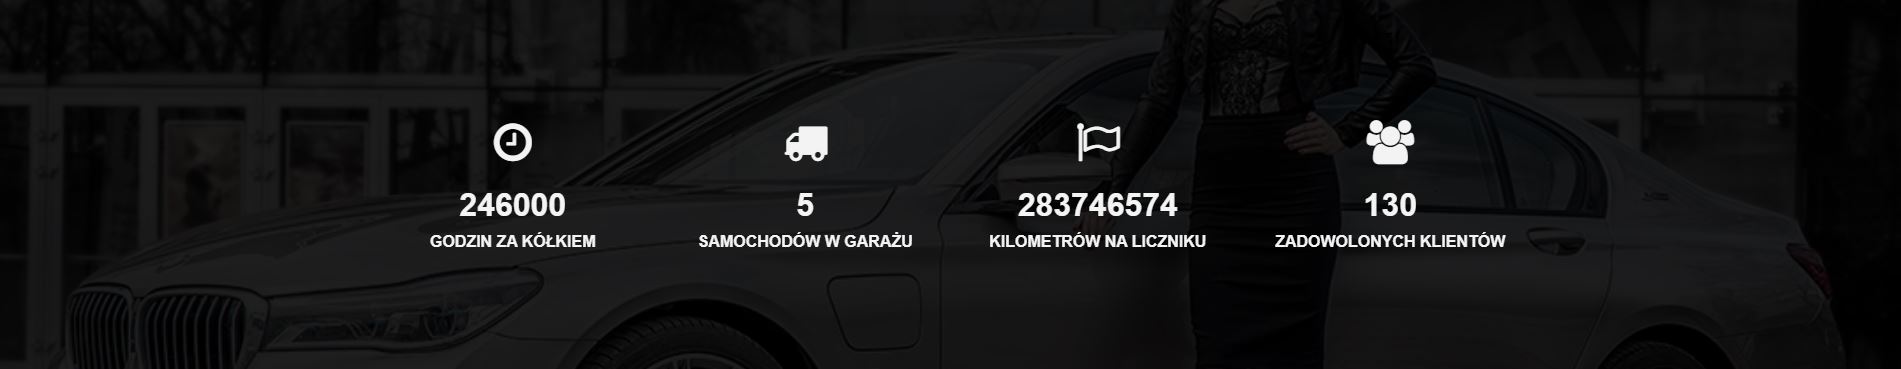 246000
GODZIN ZA KÓŁKIEM
5
SAMOCHODÓW W GARAŻU
283746574
KILOMETRÓW NA LICZNIKU
130
ZADOWOLONYCH KLIENTÓW